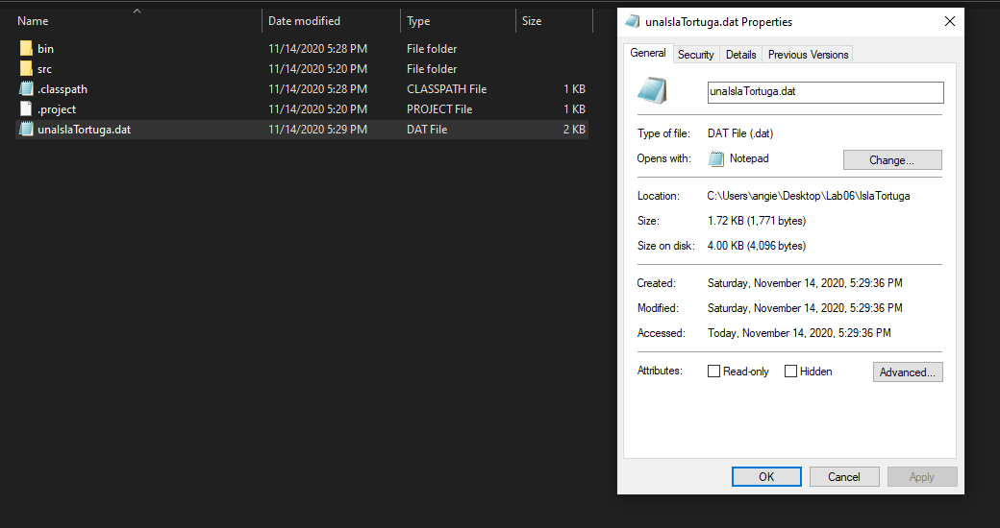 Name Date modified Type Size
bin 11/14/2020 5:28 PM File folder
src 11/14/2020 5:20 PM File folder
.classpath 11/14/2020 5:28 PM CLASSPATH File 1 KB
.project 11/14/2020 5:20 PM PROJECT File 1 KB
unaIslaTortuga.dat 11/14/2020 5:29 PM DAT File 2 KB
unaIslaTortuga.dat Properties
General Security Details Previous Versions
unaIslaTortuga.dat
Type of file: DAT File (.dat)
Opens with: Notepad Change...
Location: C:\Users\angie\Desktop\Lab06\IslaTortuga
Size: 1.72 KB (1,771 bytes)
Size on disk: 4.00 KB (4,096 bytes)
Created: Saturday, November 14, 2020, 5:29:36 PM
Modified: Saturday, November 14, 2020, 5:29:36 PM
Accessed: Today, November 14, 2020, 5:29:36 PM
Attributes: Read-only Hidden Advanced...
OK Cancel Apply